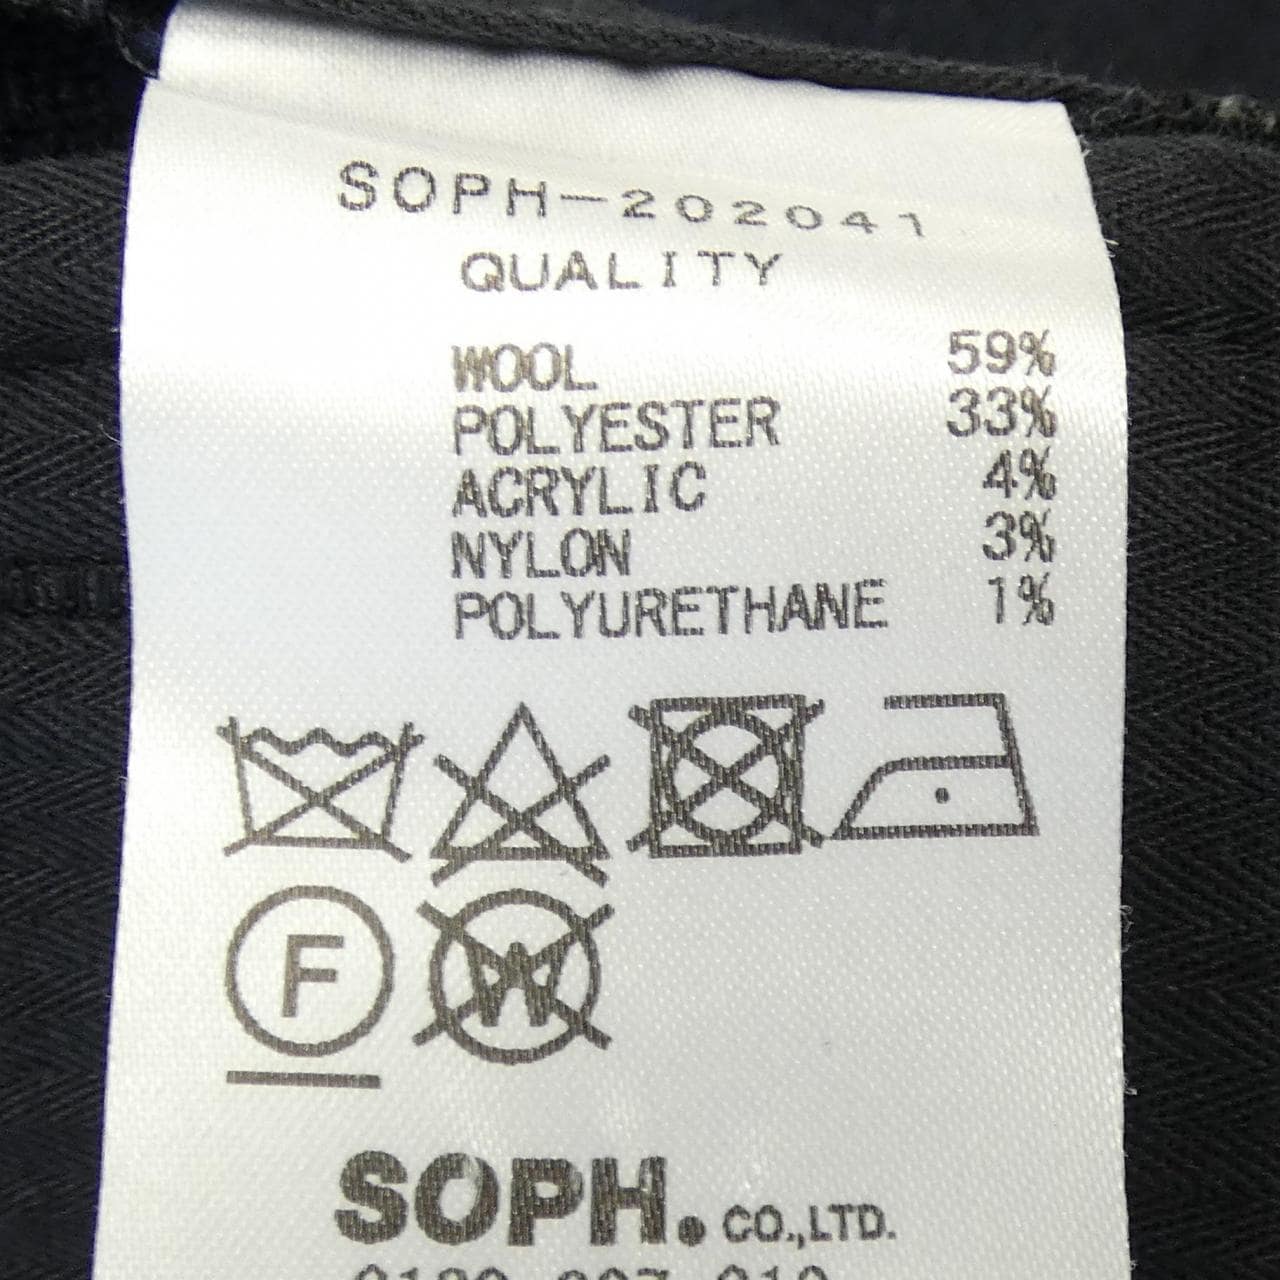 SOPH-202041
QUALITY
WOOL 59%
POLYESTER 33%
ACRYLIC 4%
NYLON 3%
POLYURETHANE 1%
F
W
SOPH. CO.,LTD.